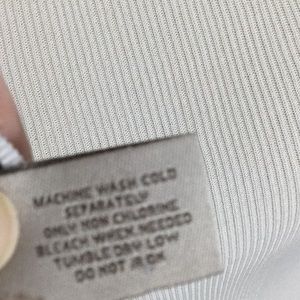 MACHINE WASH COLD
SEPARATELY
ONLY NON CHLORINE
BLEACH WHEN NEEDED
TUMBLE DRY LOW
DO NOT IRON